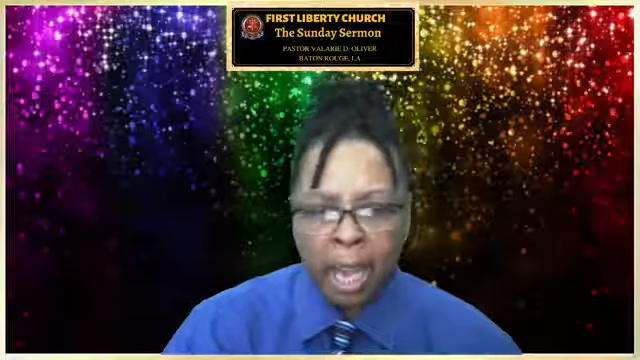 FIRST LIBERTY CHURCH
The Sunday Sermon
PASTOR VALARIE D. OLIVER
BATON ROUGE, LA